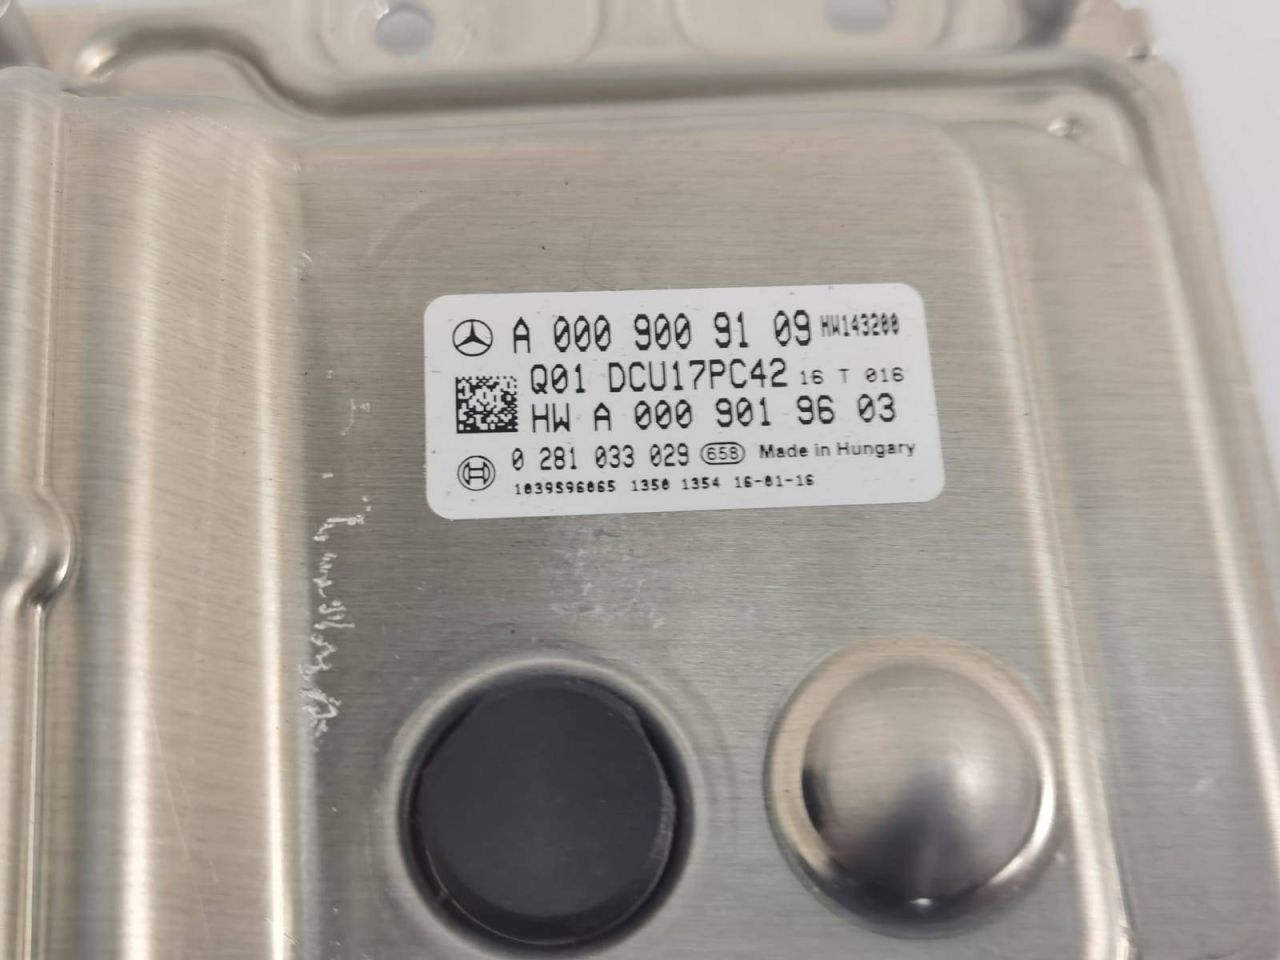 A 000 900 91 09 HW143200
Q01 DCU17PC42 16 T 016
HW A 000 901 96 03
0 281 033 029 658 Made in Hungary
1039S96065 1350 1354 16-01-16